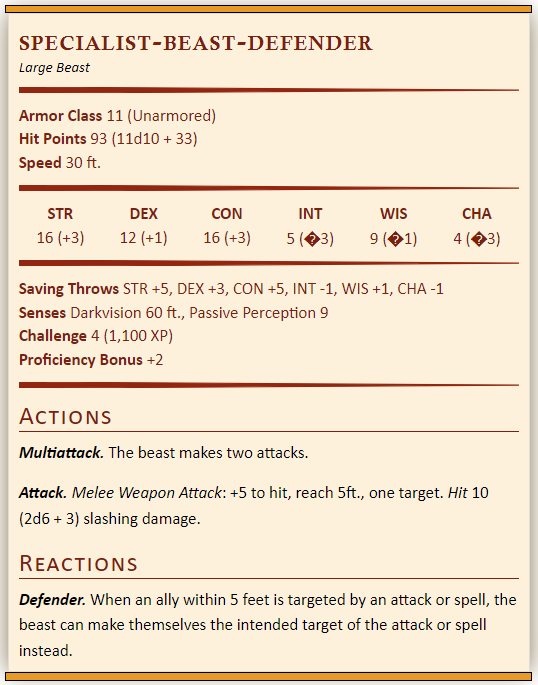 SPECIALIST-BEAST-DEFENDER
Large Beast
Armor Class 11 (Unarmored)
Hit Points 93 (11d10 + 33)
Speed 30 ft.
STR DEX CON INT WIS CHA
16 (+3) 12 (+1) 16 (+3) 5 (�3) 9 (�1) 4 (�3)
Saving Throws STR +5, DEX +3, CON +5, INT -1, WIS +1, CHA -1
Senses Darkvision 60 ft., Passive Perception 9
Challenge 4 (1,100 XP)
Proficiency Bonus +2
ACTIONS
Multiattack. The beast makes two attacks.
Attack. Melee Weapon Attack: +5 to hit, reach 5ft., one target. Hit 10
(2d6 + 3) slashing damage.
REACTIONS
Defender. When an ally within 5 feet is targeted by an attack or spell, the
beast can make themselves the intended target of the attack or spell
instead.